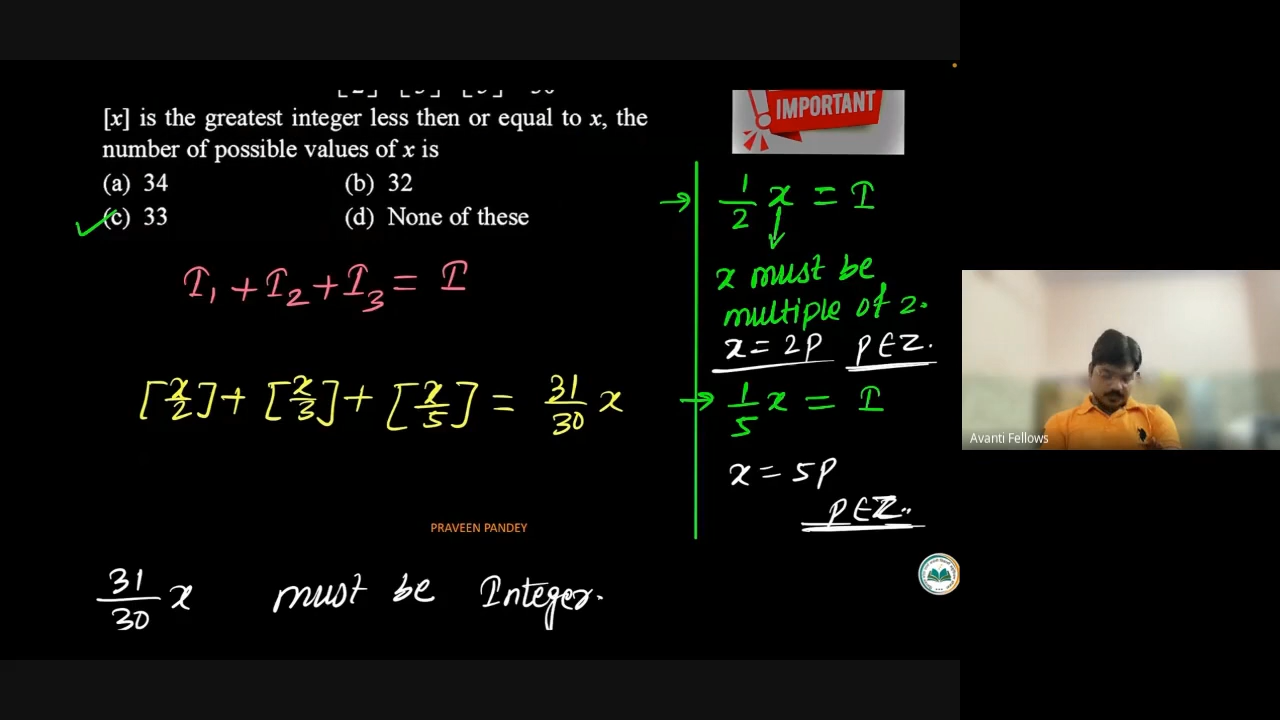 [x] is the greatest integer less then or equal to x, the
number of possible values of x is
(a) 34 (b) 32
(c) 33 (d) None of these
I₁ + I₂ + I₃ = I
[x/2] + [x/3] + [x/5] = 31/30 x
PRAVEEN PANDEY
31/30 x must be Integer.
IMPORTANT
→ 1/2 x = I
x must be
multiple of 2.
x = 2P P∈Z.
→ 1/5 x = I
x = 5P
P∈Z..
Avanti Fellows